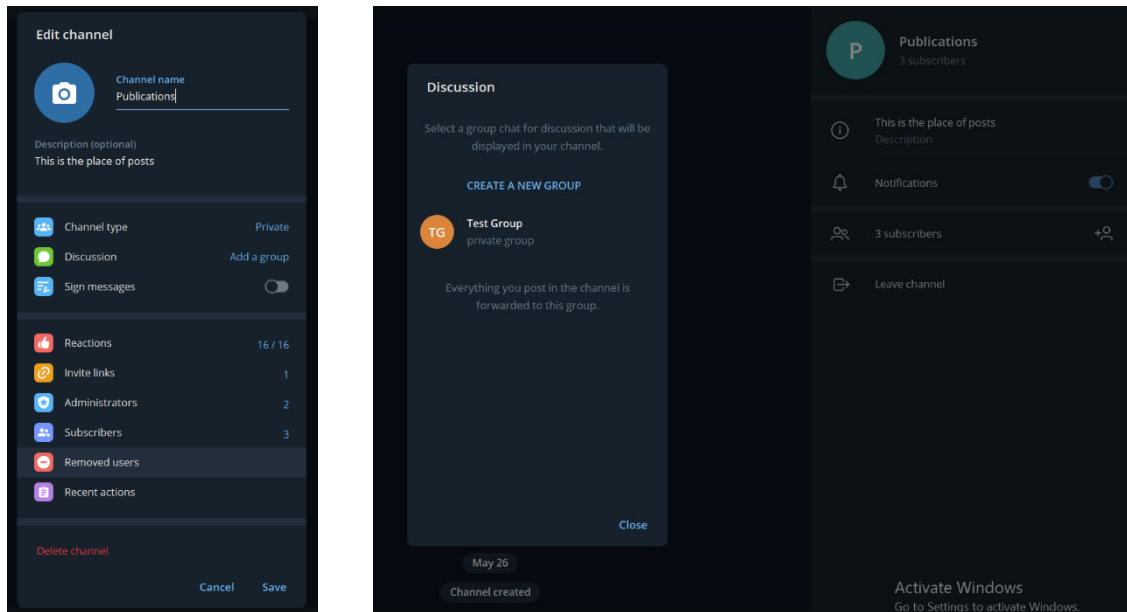 Edit channel
Channel name
Publications
Description (optional)
This is the place of posts
Channel type Private
Discussion Add a group
Sign messages
Reactions 16 / 16
Invite links 1
Administrators 2
Subscribers 3
Removed users
Recent actions
Delete channel
Cancel Save
Discussion
Select a group chat for discussion that will be
displayed in your channel.
CREATE A NEW GROUP
TG
Test Group
private group
Everything you post in the channel is
forwarded to this group.
Close
May 26
Channel created
P
Publications
3 subscribers
This is the place of posts
Description
Notifications
3 subscribers
Leave channel
Activate Windows
Go to Settings to activate Windows.